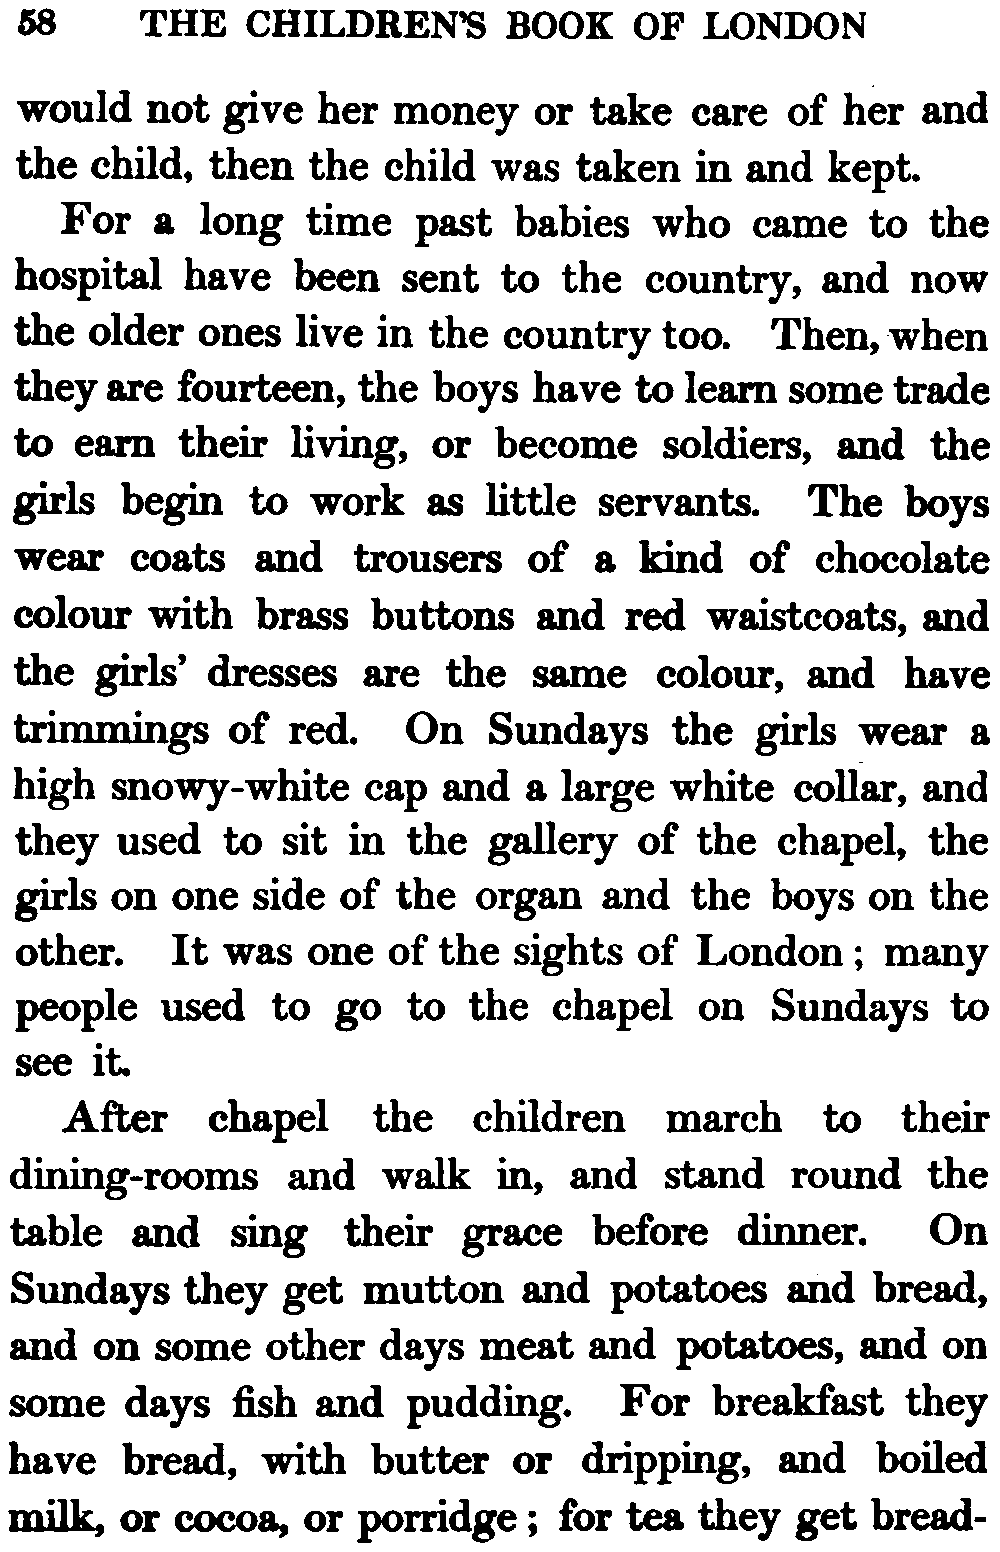 58 THE CHILDREN'S BOOK OF LONDON
would not give her money or take care of her and
the child, then the child was taken in and kept.
For a long time past babies who came to the
hospital have been sent to the country, and now
the older ones live in the country too. Then, when
they are fourteen, the boys have to learn some trade
to earn their living, or become soldiers, and the
girls begin to work as little servants. The boys
wear coats and trousers of a kind of chocolate
colour with brass buttons and red waistcoats, and
the girls' dresses are the same colour, and have
trimmings of red. On Sundays the girls wear a
high snowy-white cap and a large white collar, and
they used to sit in the gallery of the chapel, the
girls on one side of the organ and the boys on the
other. It was one of the sights of London; many
people used to go to the chapel on Sundays to
see it.
After chapel the children march to their
dining-rooms and walk in, and stand round the
table and sing their grace before dinner. On
Sundays they get mutton and potatoes and bread,
and on some other days meat and potatoes, and on
some days fish and pudding. For breakfast they
have bread, with butter or dripping, and boiled
milk, or cocoa, or porridge; for tea they get bread-